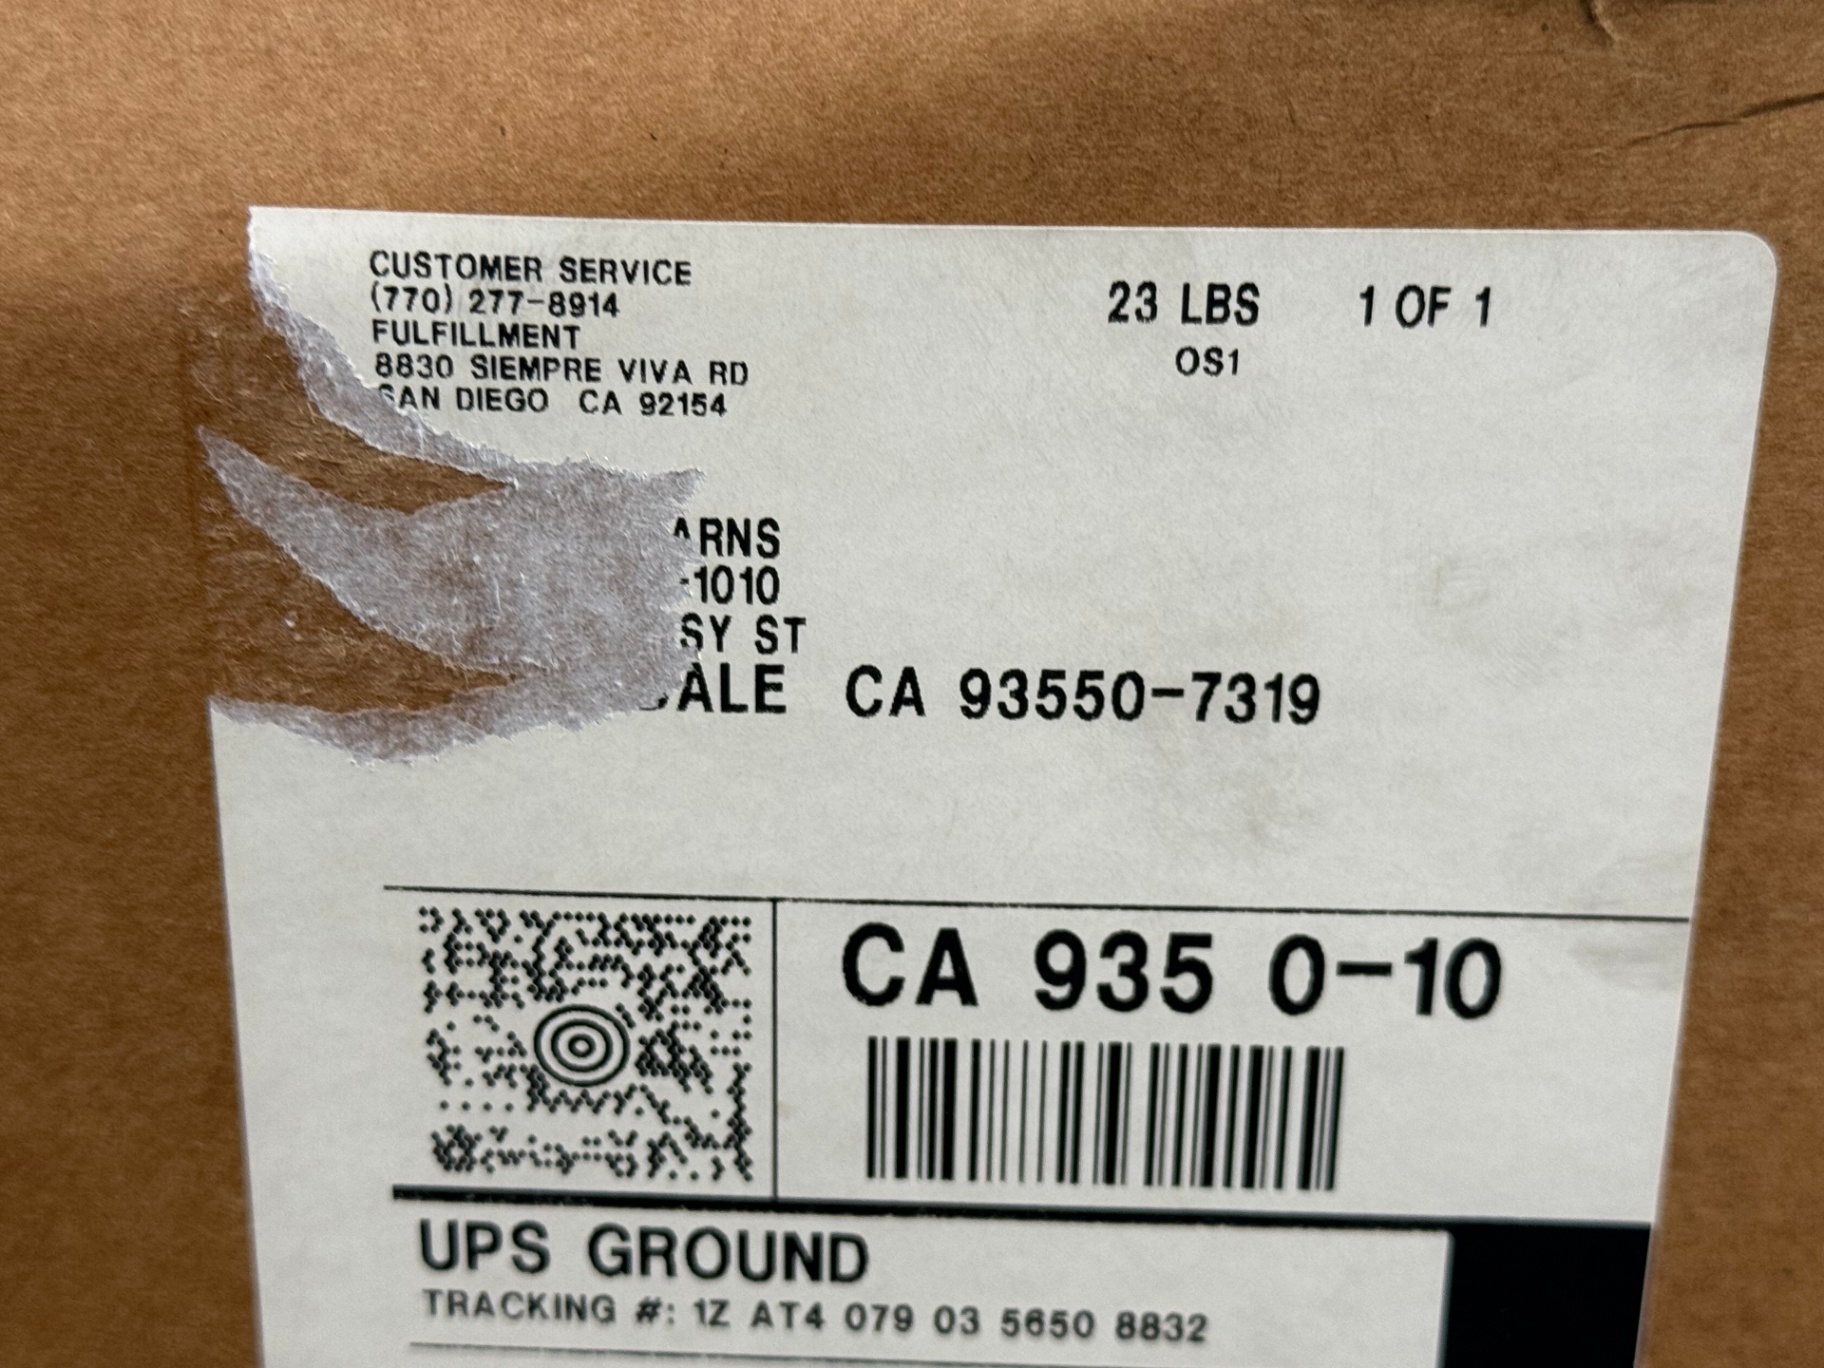 CUSTOMER SERVICE
(770) 277-8914
FULFILLMENT
8830 SIEMPRE VIVA RD
SAN DIEGO CA 92154
23 LBS 1 OF 1
OS1
RNS
-1010
SY ST
ALE CA 93550-7319
CA 935 0-10
UPS GROUND
TRACKING #: 1Z AT4 079 03 5650 8832